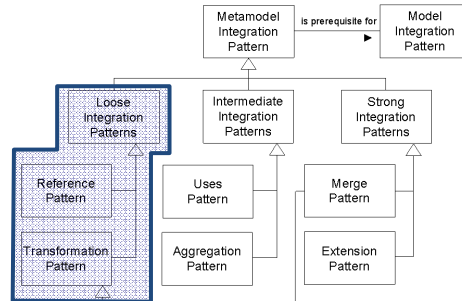 Metamodel
Integration
Pattern
is prerequisite for
Model
Integration
Pattern
Loose
Integration
Patterns
Intermediate
Integration
Patterns
Strong
Integration
Patterns
Reference
Pattern
Uses
Pattern
Merge
Pattern
Transformation
Pattern
Aggregation
Pattern
Extension
Pattern